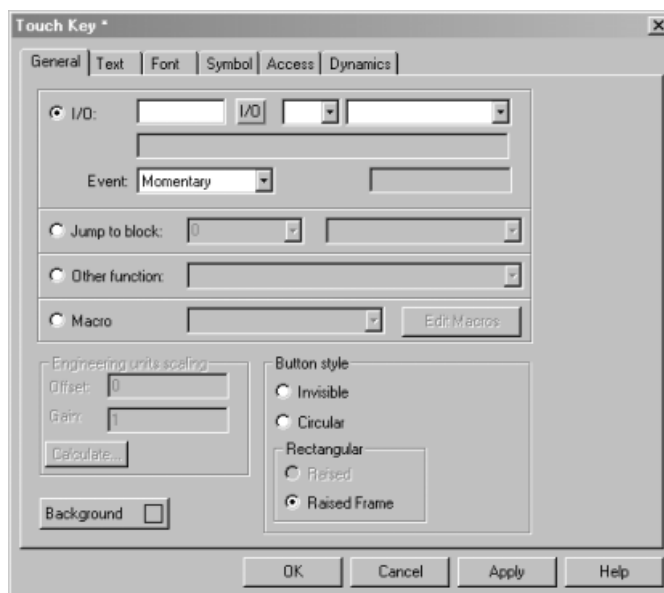 Touch Key *
General Text Font Symbol Access Dynamics
I/O: I/O
Event: Momentary
Jump to block: 0
Other function:
Macro Edit Macros
Engineering units scaling Button style
Offset: 0 Invisible
Gain: 1 Circular
Calculate... Rectangular
Raised
Background Raised Frame
OK Cancel Apply Help